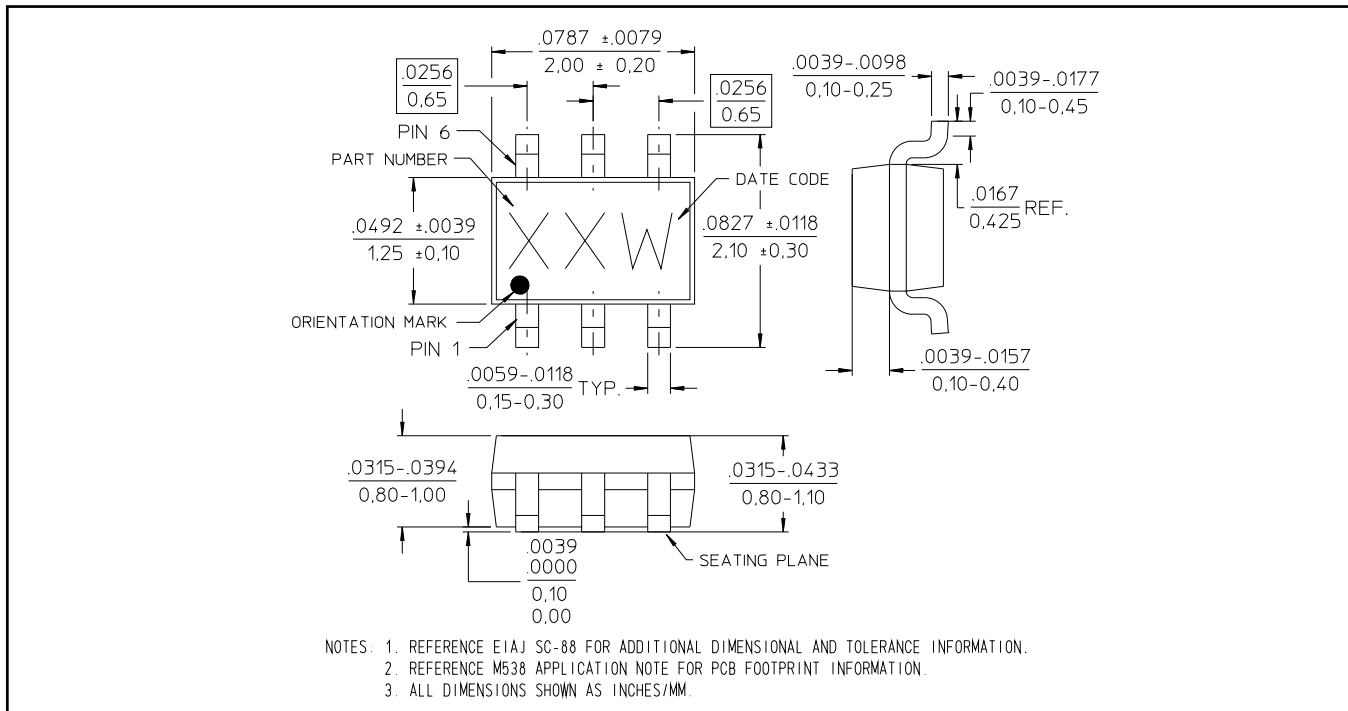 .0787 ±.0079
2,00 ± 0,20
.0256
0,65
.0256
0.65
.0039-.0098
0,10-0,25
.0039-.0177
0,10-0,45
PIN 6
PART NUMBER
DATE CODE
.0167
0,425
REF.
.0492 ±.0039
1,25 ±0,10
XXW
.0827 ±.0118
2,10 ±0,30
ORIENTATION MARK
PIN 1
.0039-.0157
0,10-0,40
.0059-.0118
0,15-0,30
TYP.
.0315-.0394
0,80-1,00
.0315-.0433
0,80-1,10
.0039
.0000
0,10
0,00
SEATING PLANE
NOTES: 1. REFERENCE EIAJ SC-88 FOR ADDITIONAL DIMENSIONAL AND TOLERANCE INFORMATION.
2. REFERENCE M538 APPLICATION NOTE FOR PCB FOOTPRINT INFORMATION.
3. ALL DIMENSIONS SHOWN AS INCHES/MM.